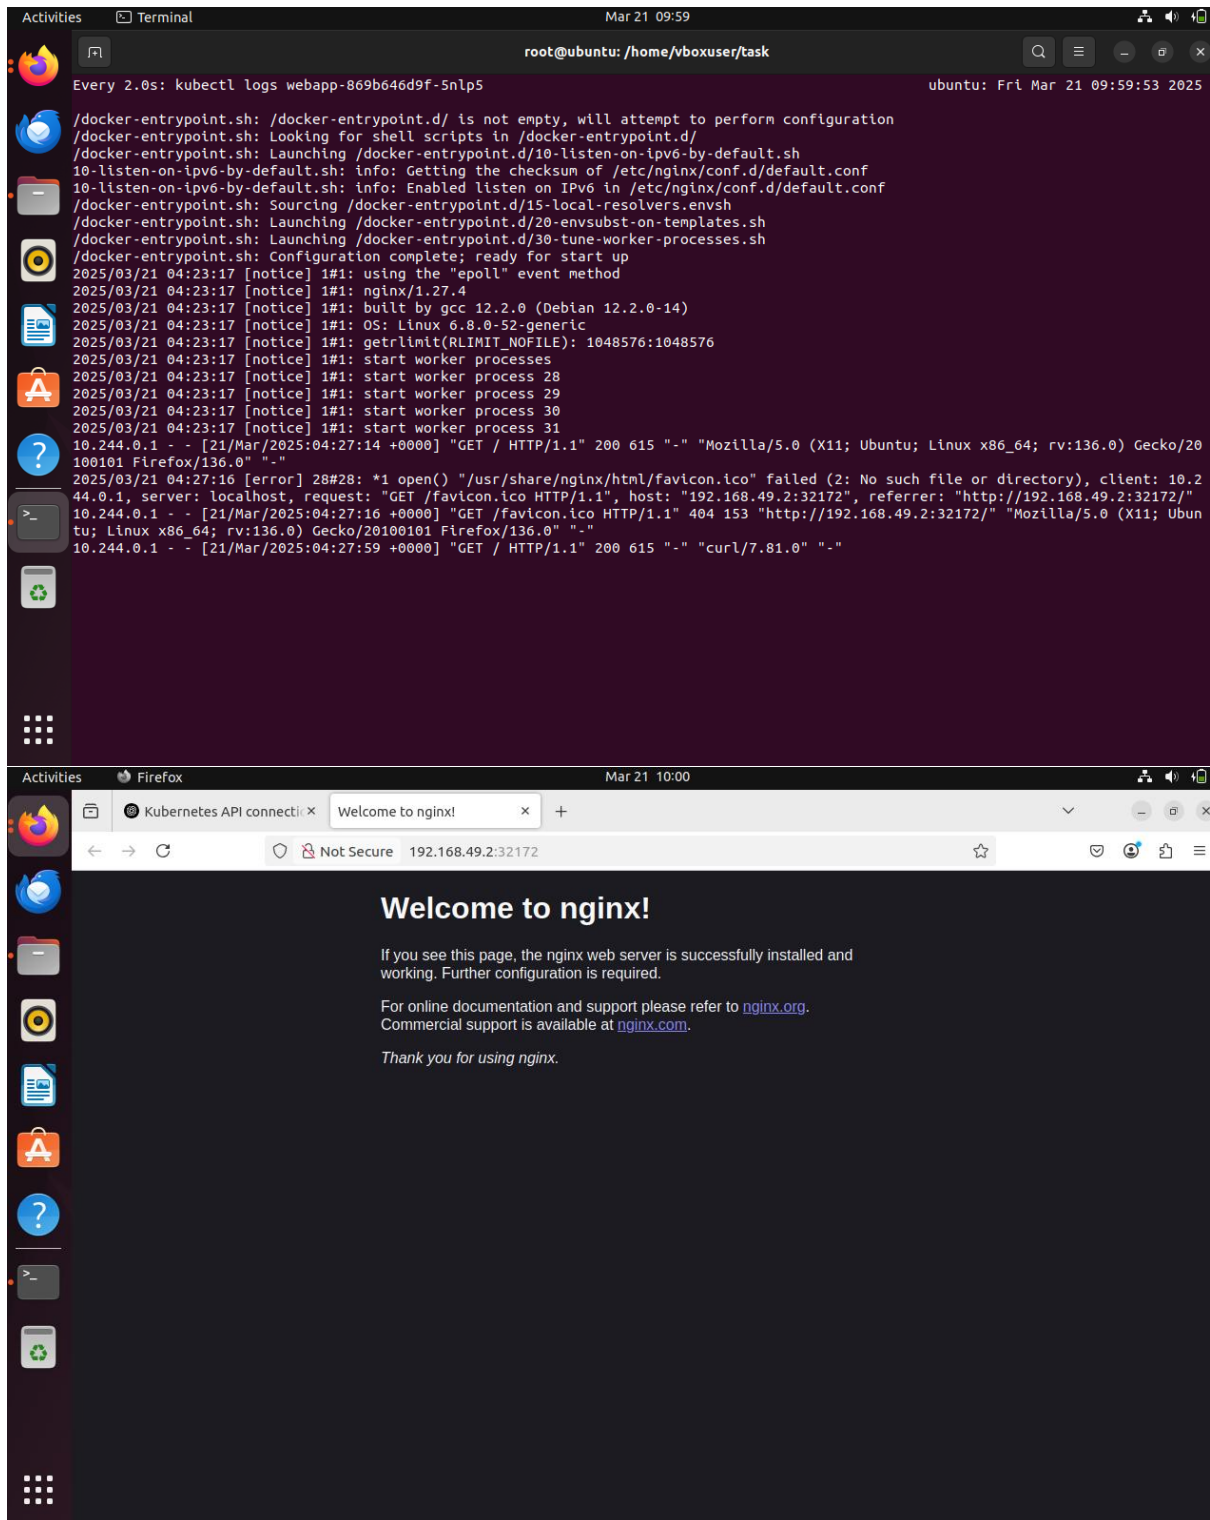 Activities Terminal Mar 21 09:59
root@ubuntu: /home/vboxuser/task
Every 2.0s: kubectl logs webapp-869b646d9f-5nlp5 ubuntu: Fri Mar 21 09:59:53 2025
/docker-entrypoint.sh: /docker-entrypoint.d/ is not empty, will attempt to perform configuration
/docker-entrypoint.sh: Looking for shell scripts in /docker-entrypoint.d/
/docker-entrypoint.sh: Launching /docker-entrypoint.d/10-listen-on-ipv6-by-default.sh
10-listen-on-ipv6-by-default.sh: info: Getting the checksum of /etc/nginx/conf.d/default.conf
10-listen-on-ipv6-by-default.sh: info: Enabled listen on IPv6 in /etc/nginx/conf.d/default.conf
/docker-entrypoint.sh: Sourcing /docker-entrypoint.d/15-local-resolvers.envsh
/docker-entrypoint.sh: Launching /docker-entrypoint.d/20-envsubst-on-templates.sh
/docker-entrypoint.sh: Launching /docker-entrypoint.d/30-tune-worker-processes.sh
/docker-entrypoint.sh: Configuration complete; ready for start up
2025/03/21 04:23:17 [notice] 1#1: using the "epoll" event method
2025/03/21 04:23:17 [notice] 1#1: nginx/1.27.4
2025/03/21 04:23:17 [notice] 1#1: built by gcc 12.2.0 (Debian 12.2.0-14)
2025/03/21 04:23:17 [notice] 1#1: OS: Linux 6.8.0-52-generic
2025/03/21 04:23:17 [notice] 1#1: getrlimit(RLIMIT_NOFILE): 1048576:1048576
2025/03/21 04:23:17 [notice] 1#1: start worker processes
2025/03/21 04:23:17 [notice] 1#1: start worker process 28
2025/03/21 04:23:17 [notice] 1#1: start worker process 29
2025/03/21 04:23:17 [notice] 1#1: start worker process 30
2025/03/21 04:23:17 [notice] 1#1: start worker process 31
10.244.0.1 - - [21/Mar/2025:04:27:14 +0000] "GET / HTTP/1.1" 200 615 "-" "Mozilla/5.0 (X11; Ubuntu; Linux x86_64; rv:136.0) Gecko/20
100101 Firefox/136.0" "-"
2025/03/21 04:27:16 [error] 28#28: *1 open() "/usr/share/nginx/html/favicon.ico" failed (2: No such file or directory), client: 10.2
44.0.1, server: localhost, request: "GET /favicon.ico HTTP/1.1", host: "192.168.49.2:32172", referrer: "http://192.168.49.2:32172/"
10.244.0.1 - - [21/Mar/2025:04:27:16 +0000] "GET /favicon.ico HTTP/1.1" 404 153 "http://192.168.49.2:32172/" "Mozilla/5.0 (X11; Ubun
tu; Linux x86_64; rv:136.0) Gecko/20100101 Firefox/136.0" "-"
10.244.0.1 - - [21/Mar/2025:04:27:59 +0000] "GET / HTTP/1.1" 200 615 "-" "curl/7.81.0" "-"
Activities Firefox Mar 21 10:00
Kubernetes API connecti Welcome to nginx!
Not Secure 192.168.49.2:32172
Welcome to nginx!
If you see this page, the nginx web server is successfully installed and
working. Further configuration is required.
For online documentation and support please refer to nginx.org.
Commercial support is available at nginx.com.
Thank you for using nginx.